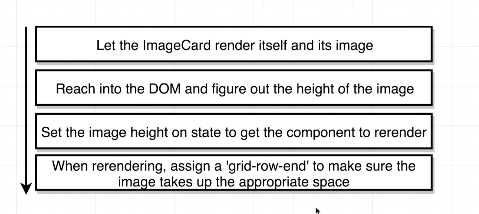 Let the ImageCard render itself and its image
Reach into the DOM and figure out the height of the image
Set the image height on state to get the component to rerender
When rerendering, assign a 'grid-row-end' to make sure the
image takes up the appropriate space